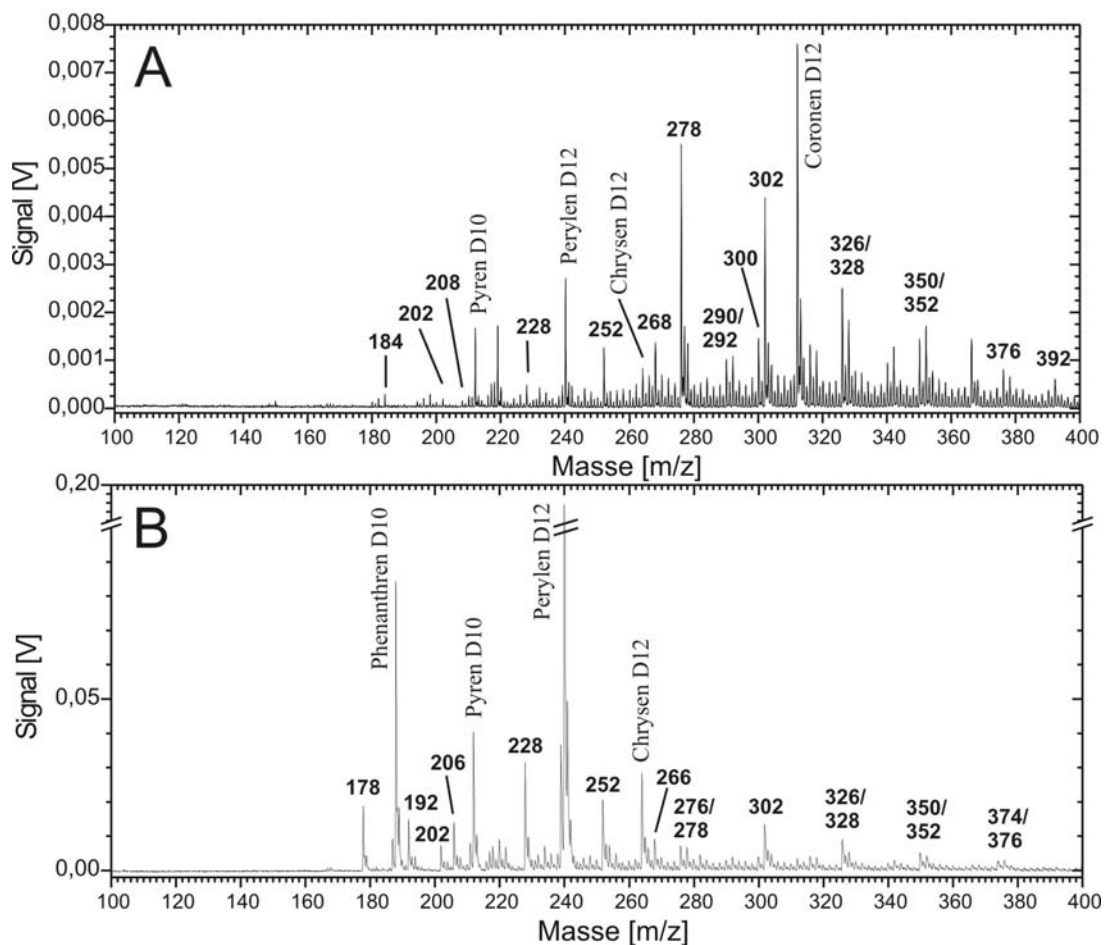 A
Signal [V]
0,008
0,007
0,006
0,005
0,004
0,003
0,002
0,001
0,000
184
202
208
Pyren D10
228
Perylen D12
252
Chrysen D12
268
278
290/
292
300
302
Coronen D12
326/
328
350/
352
376
392
100 120 140 160 180 200 220 240 260 280 300 320 340 360 380 400
Masse [m/z]
B
Signal [V]
0,20
0,05
0,00
178
Phenanthren D10
192
202
206
Pyren D10
228
Perylen D12
252
Chrysen D12
266
276/
278
302
326/
328
350/
352
374/
376
100 120 140 160 180 200 220 240 260 280 300 320 340 360 380 400
Masse [m/z]